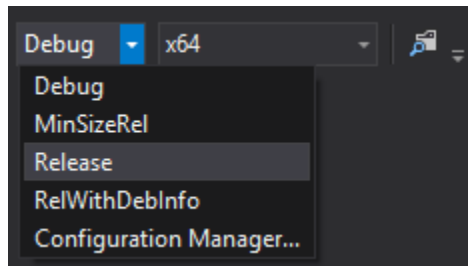 Debug x64
Debug
MinSizeRel
Release
RelWithDebInfo
Configuration Manager...